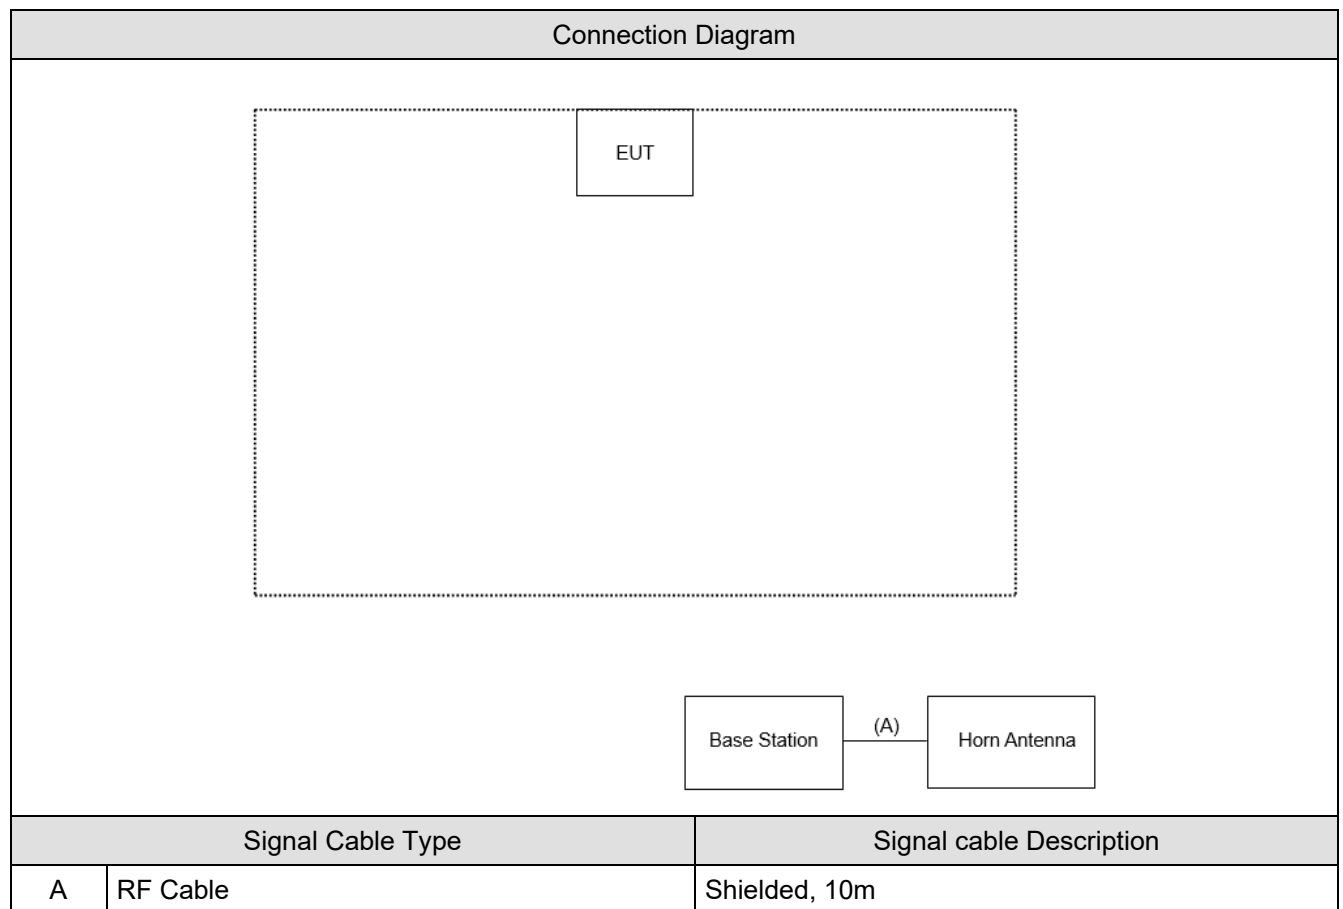 Connection Diagram
EUT
Base Station
(A)
Horn Antenna
Signal Cable Type
Signal cable Description
A
RF Cable
Shielded, 10m